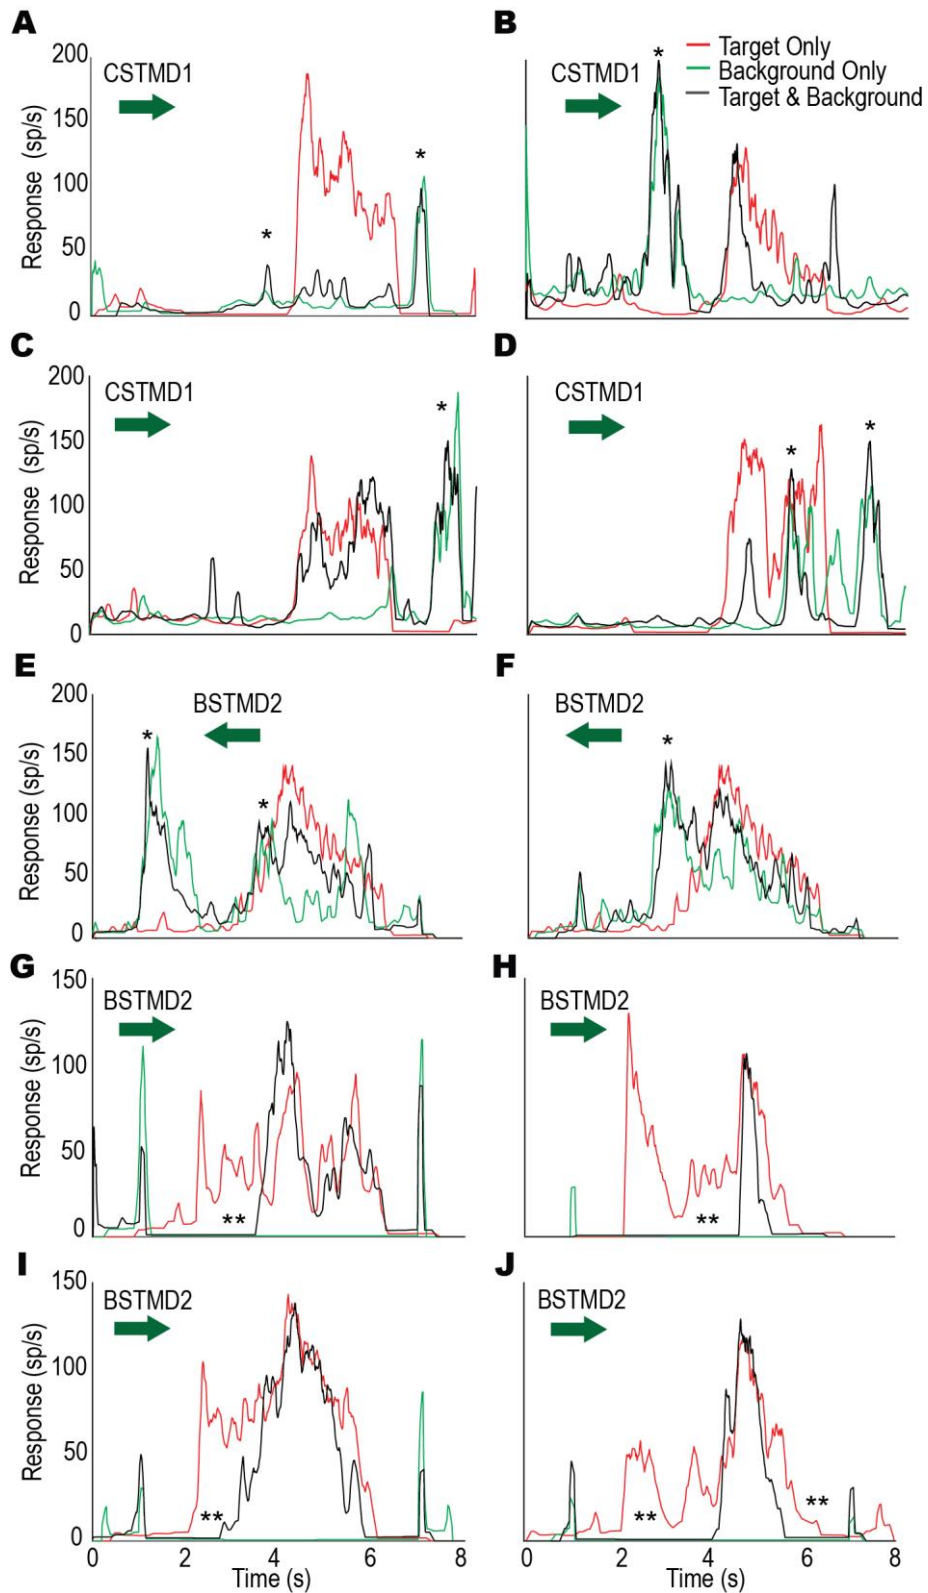 A
B
200
150
100
50
0
Response (sp/s)
CSTMD1
*
*
CSTMD1
*
Target Only
Background Only
Target & Background
C
D
200
150
100
50
0
Response (sp/s)
CSTMD1
*
CSTMD1
*
*
E
F
200
150
100
50
0
Response (sp/s)
BSTMD2
*
*
BSTMD2
*
G
H
150
100
50
0
Response (sp/s)
BSTMD2
**
BSTMD2
**
I
J
150
100
50
0
Response (sp/s)
BSTMD2
**
BSTMD2
**
**
0 2 4 6 8
Time (s)
2 4 6 8
Time (s)